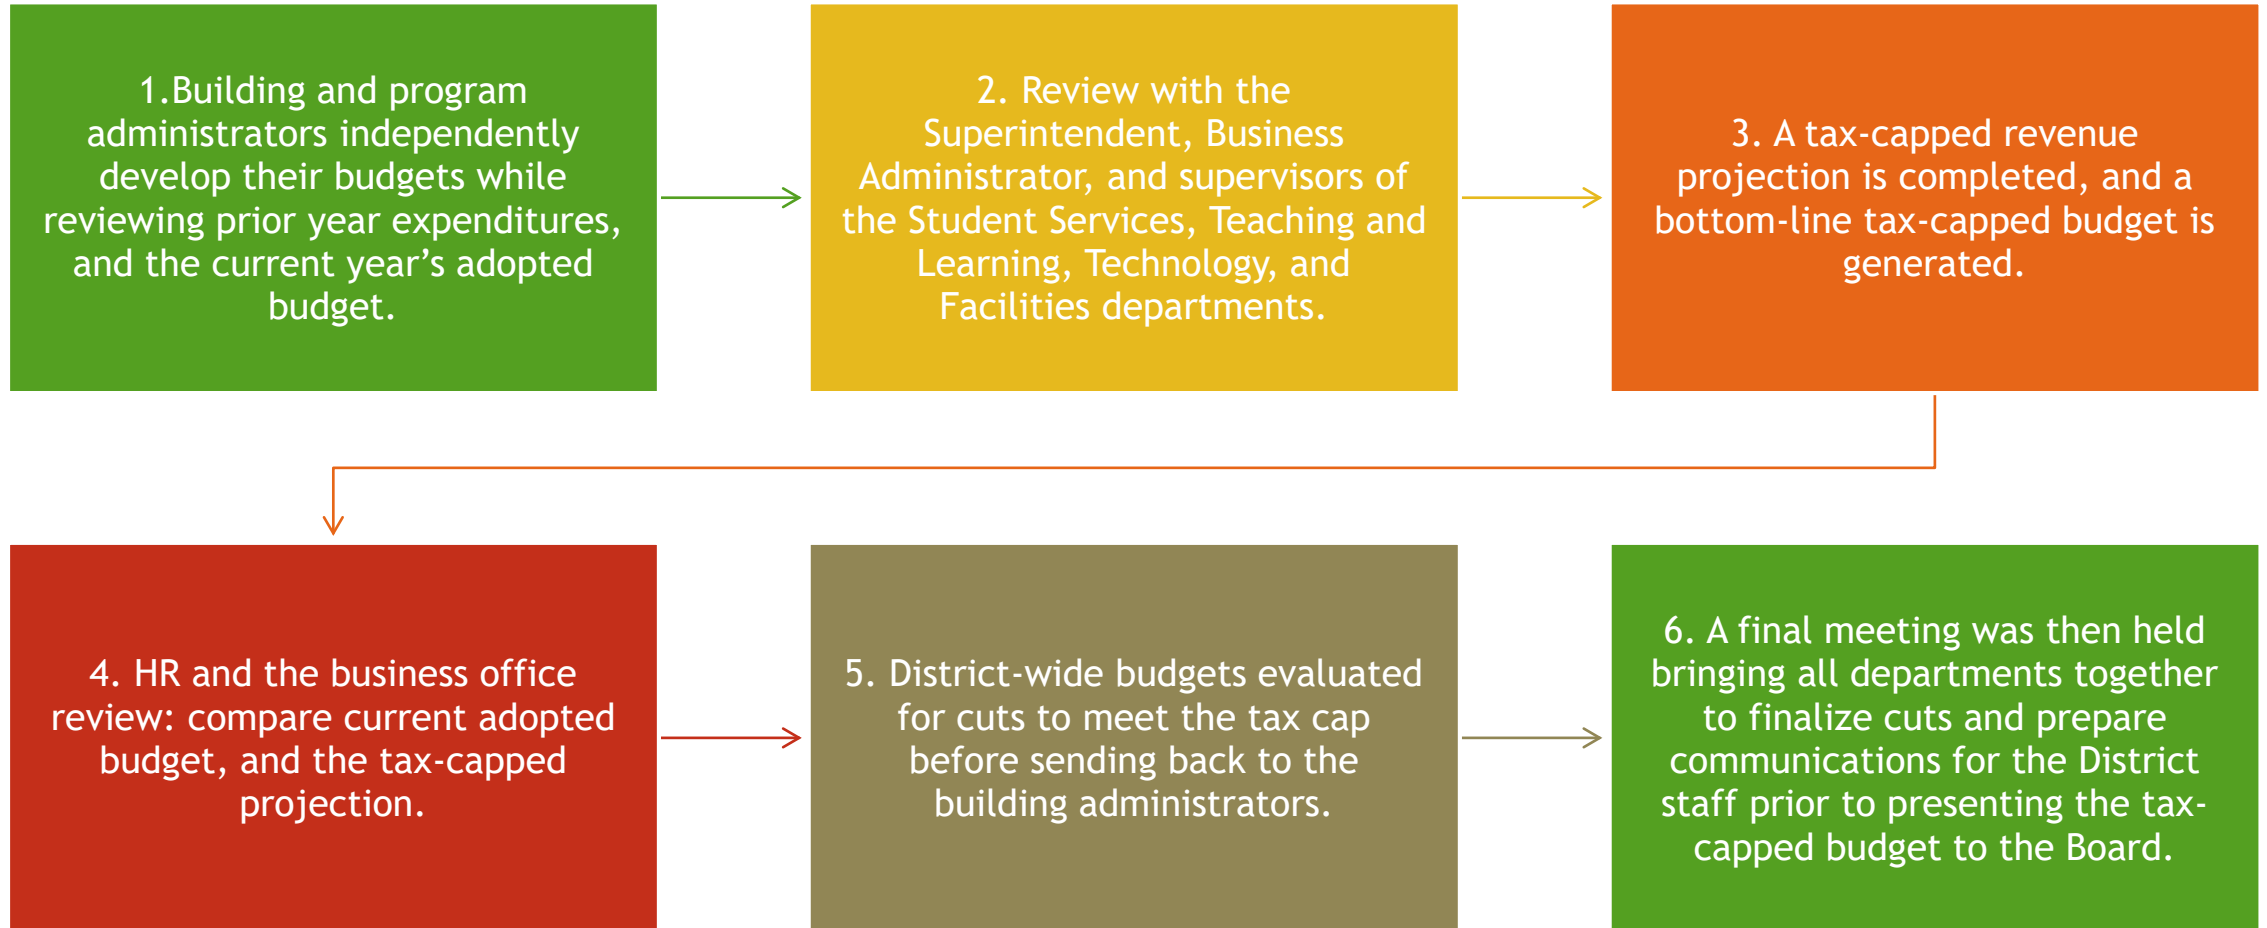 1.Building and program
administrators independently
develop their budgets while
reviewing prior year expenditures,
and the current year’s adopted
budget.
2. Review with the
Superintendent, Business
Administrator, and supervisors of
the Student Services, Teaching and
Learning, Technology, and
Facilities departments.
3. A tax-capped revenue
projection is completed, and a
bottom-line tax-capped budget is
generated.
4. HR and the business office
review: compare current adopted
budget, and the tax-capped
projection.
5. District-wide budgets evaluated
for cuts to meet the tax cap
before sending back to the
building administrators.
6. A final meeting was then held
bringing all departments together
to finalize cuts and prepare
communications for the District
staff prior to presenting the tax-
capped budget to the Board.